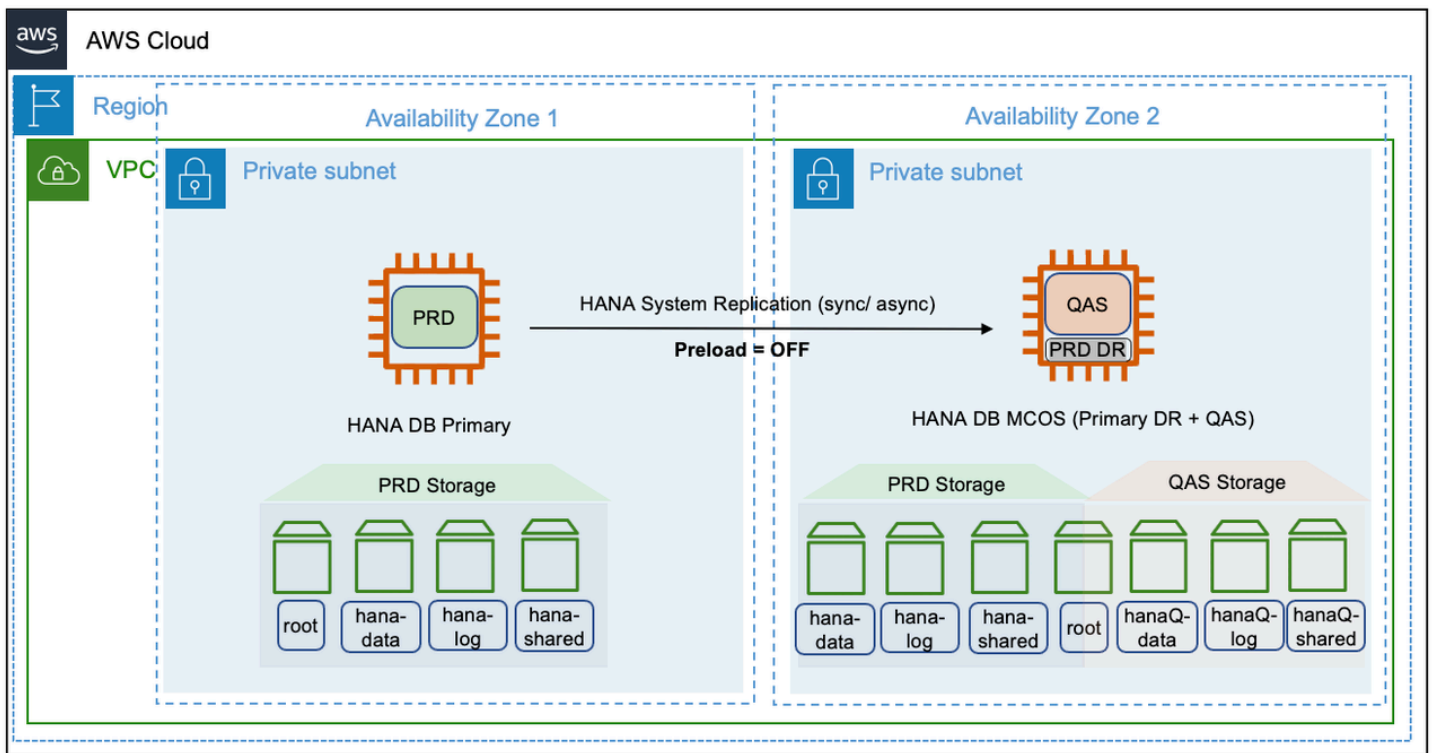 aws
AWS Cloud
Region
Availability Zone 1
Availability Zone 2
VPC
Private subnet
Private subnet
PRD
HANA System Replication (sync/ async)
Preload = OFF
QAS
PRD DR
HANA DB Primary
HANA DB MCOS (Primary DR + QAS)
PRD Storage
PRD Storage
QAS Storage
root
hana-
data
hana-
log
hana-
shared
hana-
data
hana-
log
hana-
shared
root
hanaQ-
data
hanaQ-
log
hanaQ-
shared